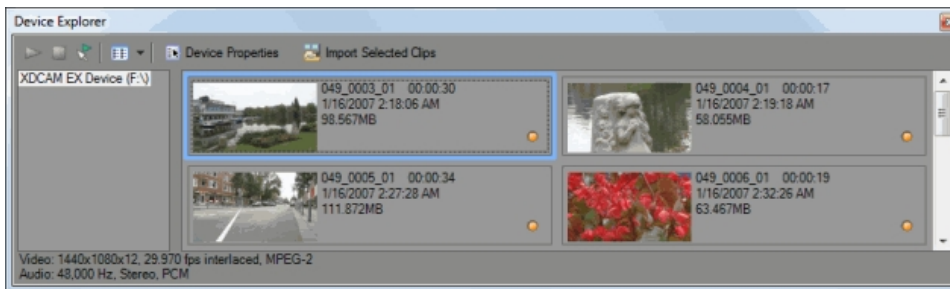 Device Explorer
Device Properties
Import Selected Clips
XDCAM EX Device (F:\)
049_0003_01 00:00:30
1/16/2007 2:18:06 AM
98.567MB
049_0004_01 00:00:17
1/16/2007 2:19:18 AM
58.055MB
049_0005_01 00:00:34
1/16/2007 2:27:28 AM
111.872MB
049_0006_01 00:00:19
1/16/2007 2:32:26 AM
63.467MB
Video: 1440x1080x12, 29.970 fps interlaced, MPEG-2
Audio: 48,000 Hz, Stereo, PCM